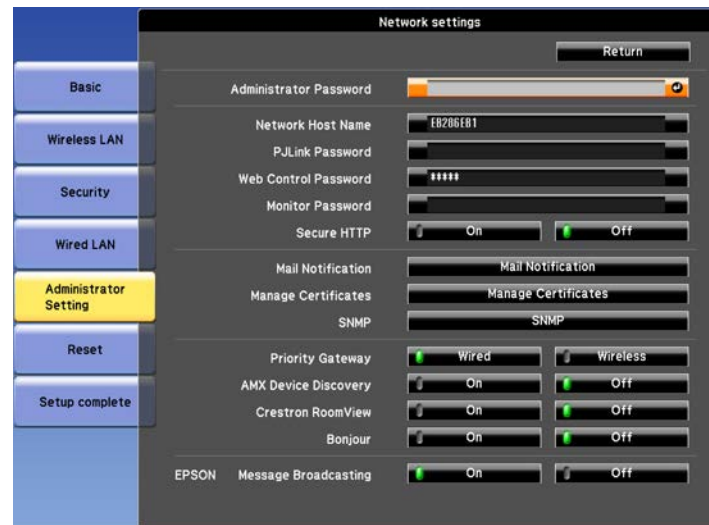 Network settings
Return
Basic
Wireless LAN
Security
Wired LAN
Administrator
Setting
Reset
Setup complete
Administrator Password
Network Host Name EB286EB1
PJLink Password
Web Control Password *****
Monitor Password
Secure HTTP On Off
Mail Notification Mail Notification
Manage Certificates Manage Certificates
SNMP SNMP
Priority Gateway Wired Wireless
AMX Device Discovery On Off
Crestron RoomView On Off
Bonjour On Off
EPSON Message Broadcasting On Off